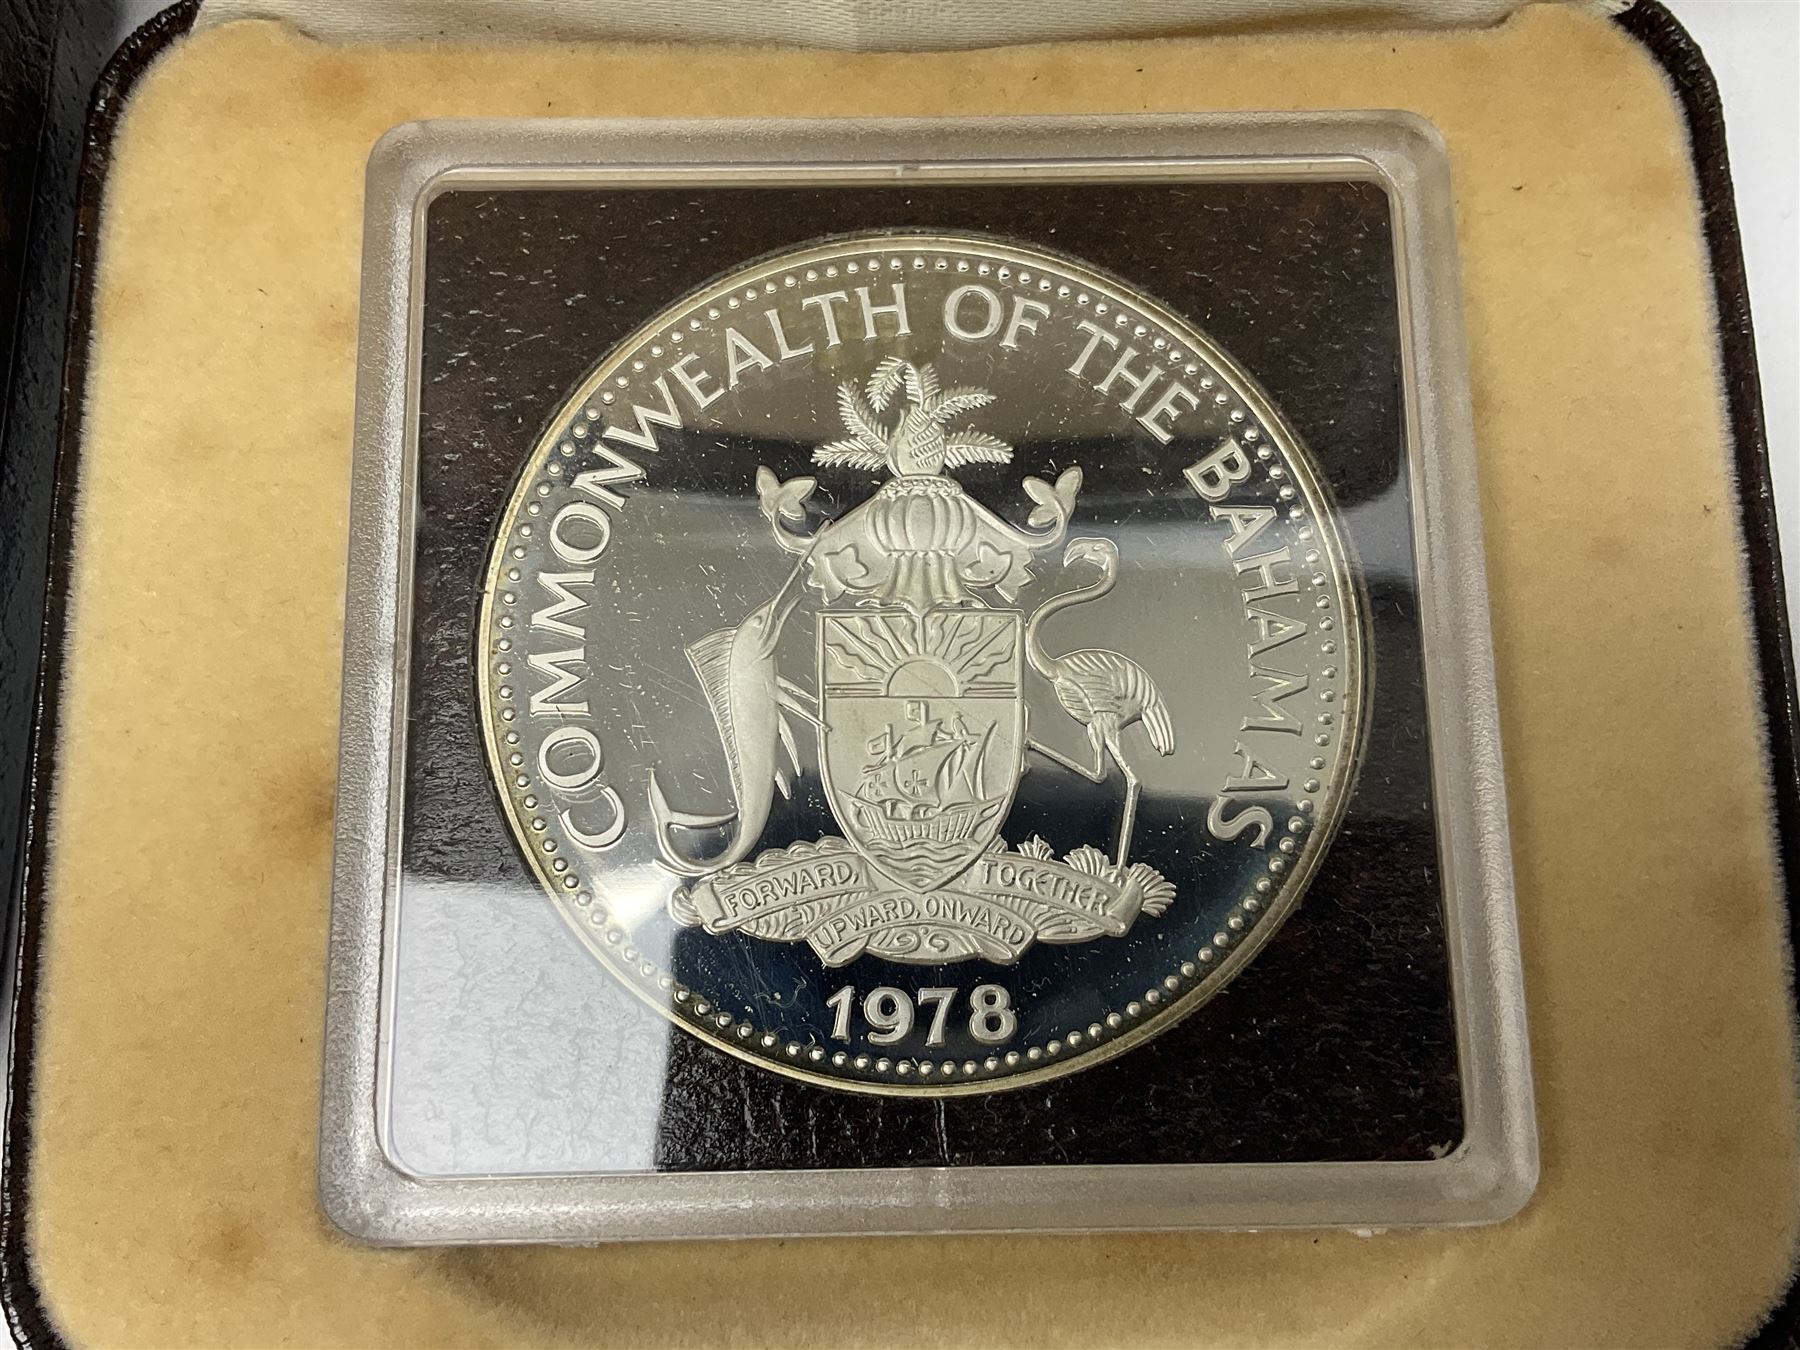 COMMONWEALTH OF THE BAHAMAS
FORWARD, UPWARD, ONWARD TOGETHER
1978